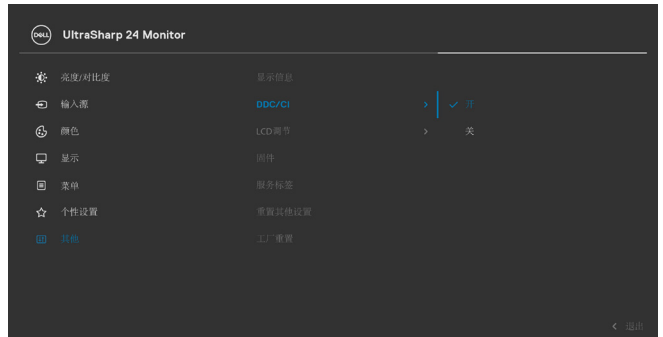 DELL UltraSharp 24 Monitor
亮度/对比度 显示信息
输入源 DDC/CI 开
颜色 LCD调节 关
显示 固件
菜单 服务标签
个性设置 重置其他设置
其他 工厂重置
退出